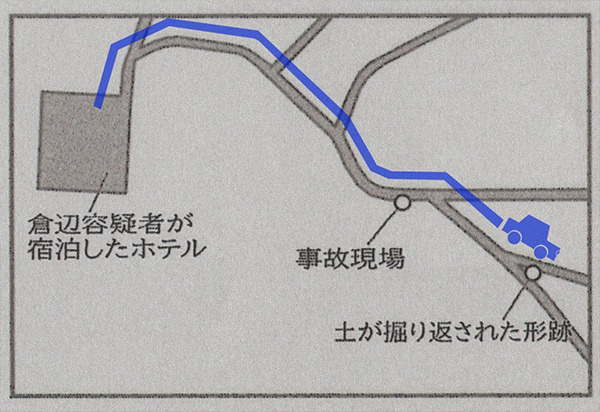 倉辺容疑者が
宿泊したホテル
事故現場
土が掘り返された形跡